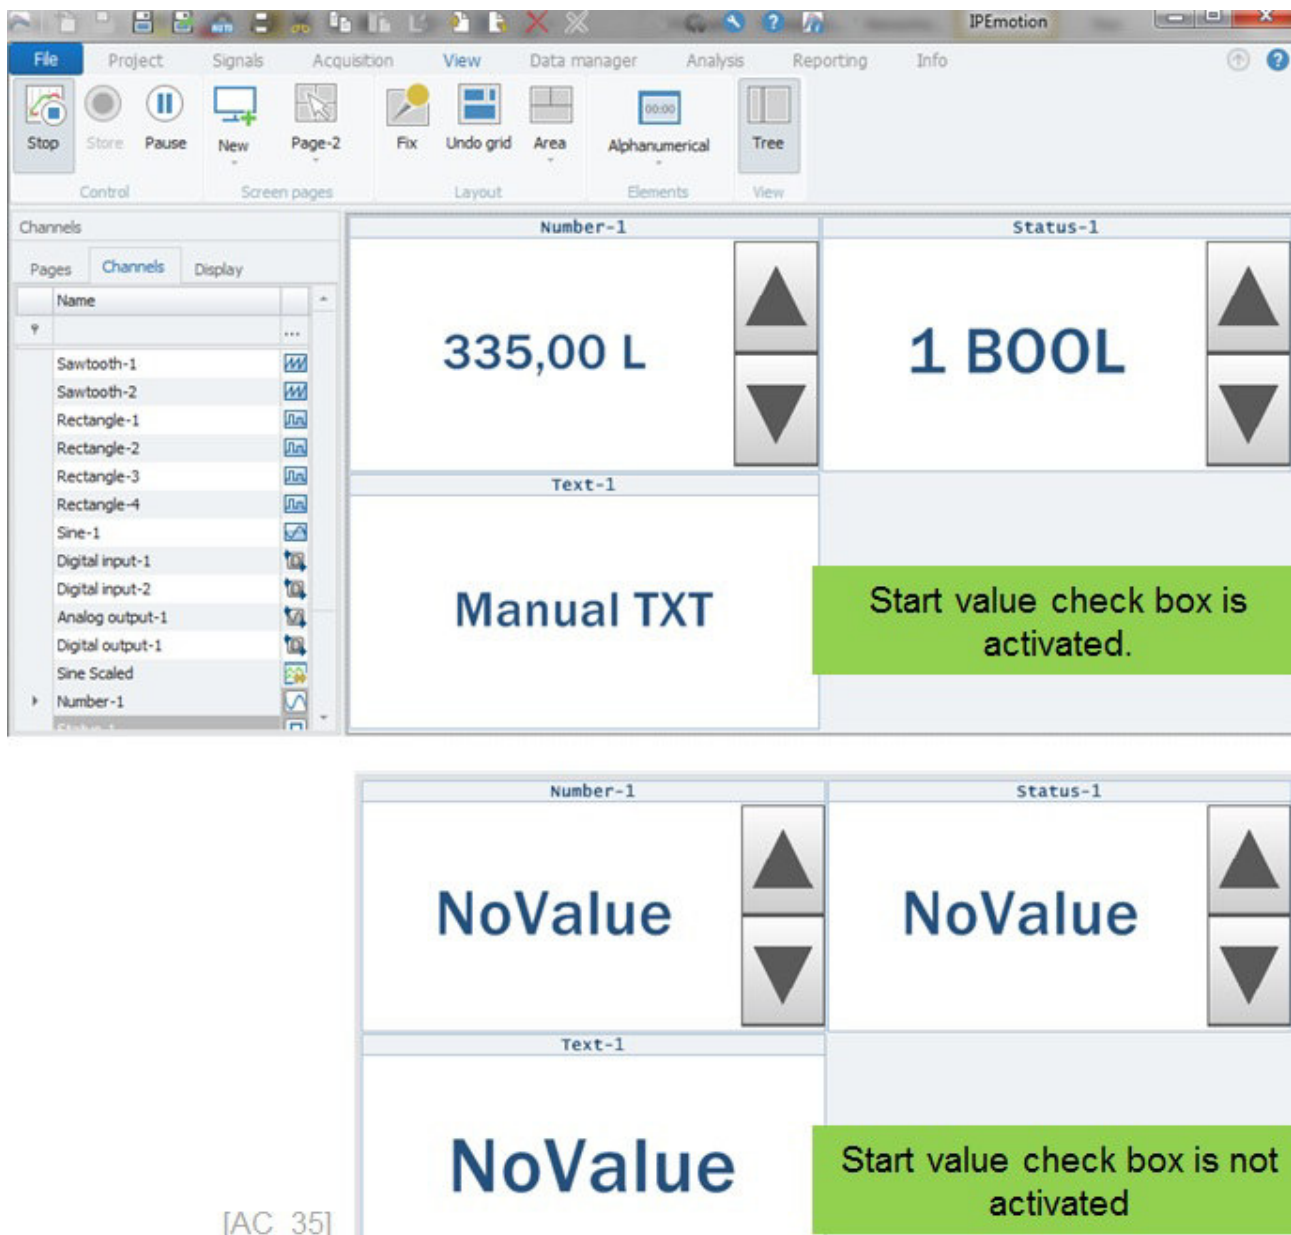 IPEmotion
File Project Signals Acquisition View Data manager Analysis Reporting Info
Stop Store Pause New Page-2 Fix Undo grid Area Alphanumerical Tree
00:00
AUTO
Control Screen pages Layout Elements View
Channels
Pages Channels Display
Name
...
Sawtooth-1
Sawtooth-2
Rectangle-1
Rectangle-2
Rectangle-3
Rectangle-4
Sine-1
Digital input-1
Digital input-2
Analog output-1
Digital output-1
Sine Scaled
Number-1
Status-1
Number-1
335,00 L
Status-1
1 BOOL
Text-1
Manual TXT
Start value check box is
activated.
Number-1
NoValue
Status-1
NoValue
Text-1
NoValue
Start value check box is not
activated
[AC_35]